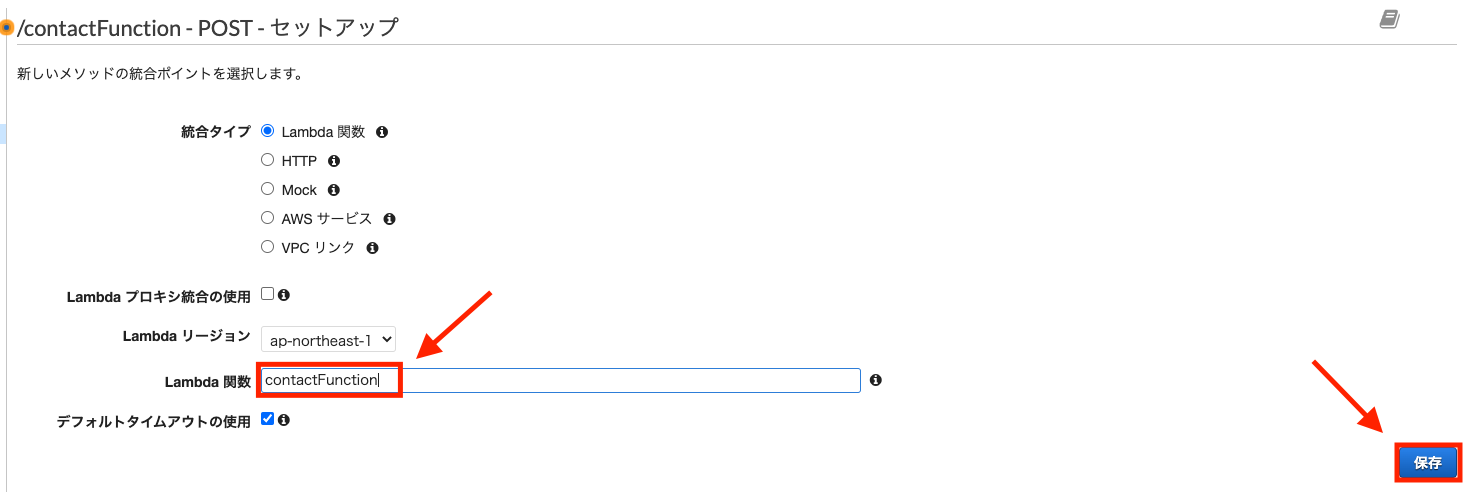 /contactFunction - POST - セットアップ
新しいメソッドの統合ポイントを選択します。
統合タイプ Lambda 関数
HTTP
Mock
AWS サービス
VPC リンク
Lambda プロキシ統合の使用
Lambda リージョン ap-northeast-1
Lambda 関数 contactFunction
デフォルトタイムアウトの使用
保存